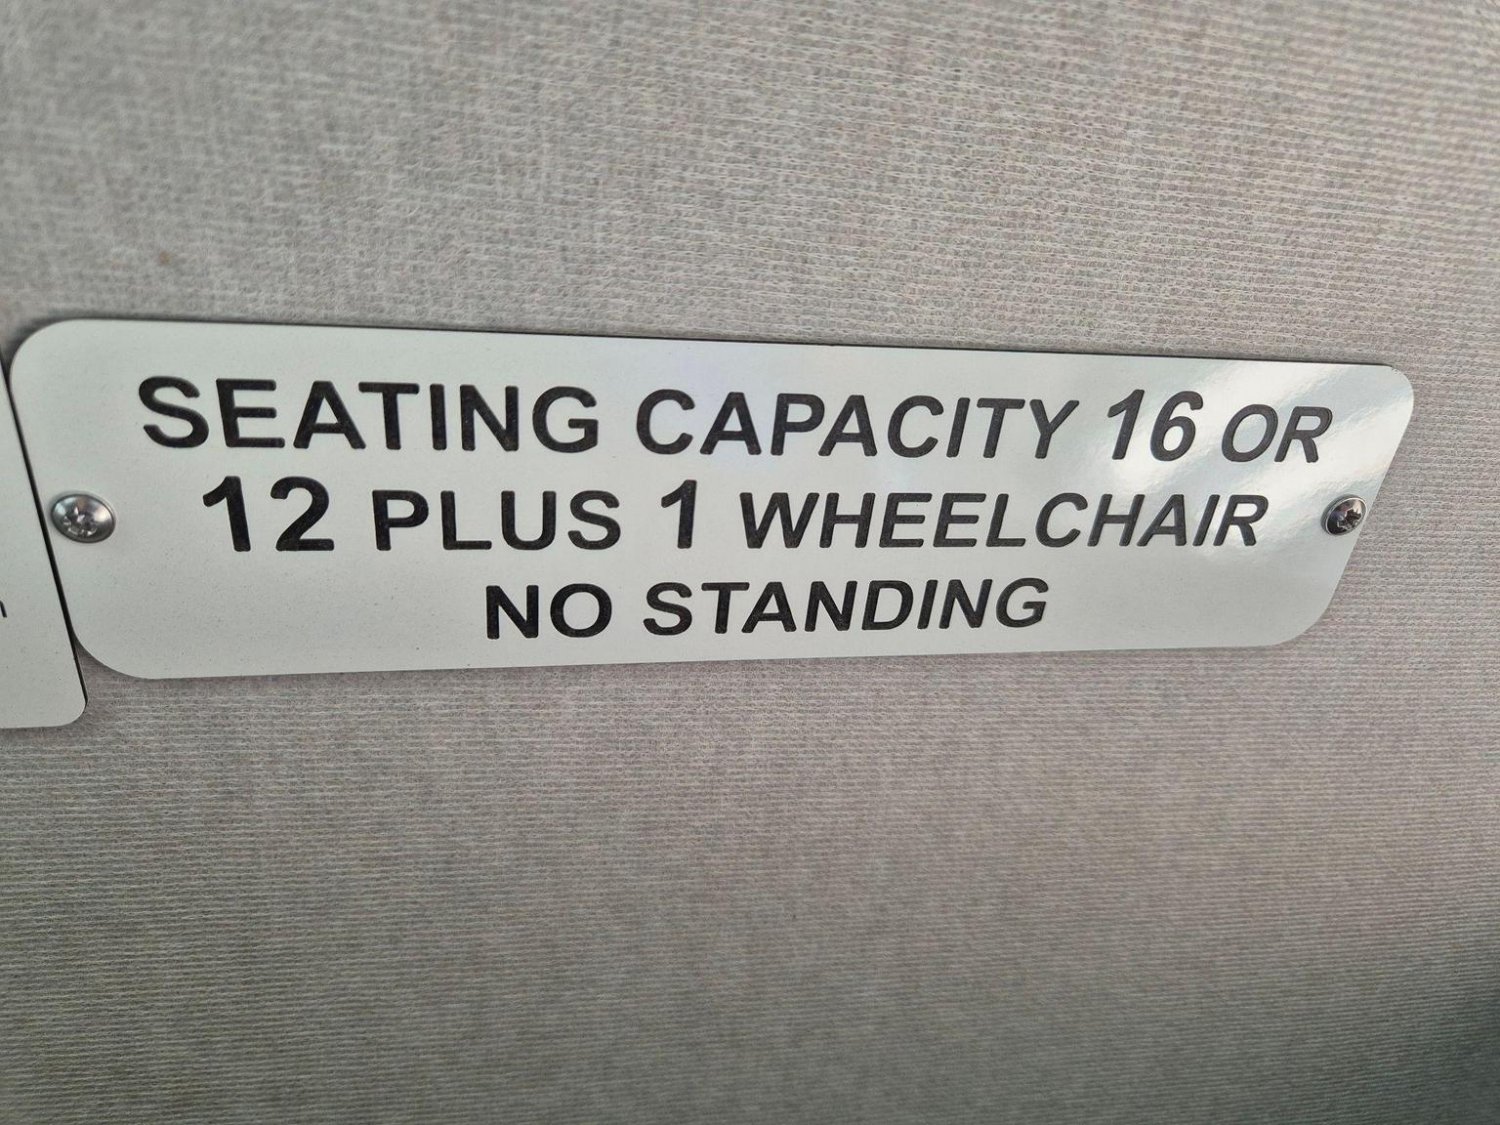 SEATING CAPACITY 16 OR
12 PLUS 1 WHEELCHAIR
NO STANDING